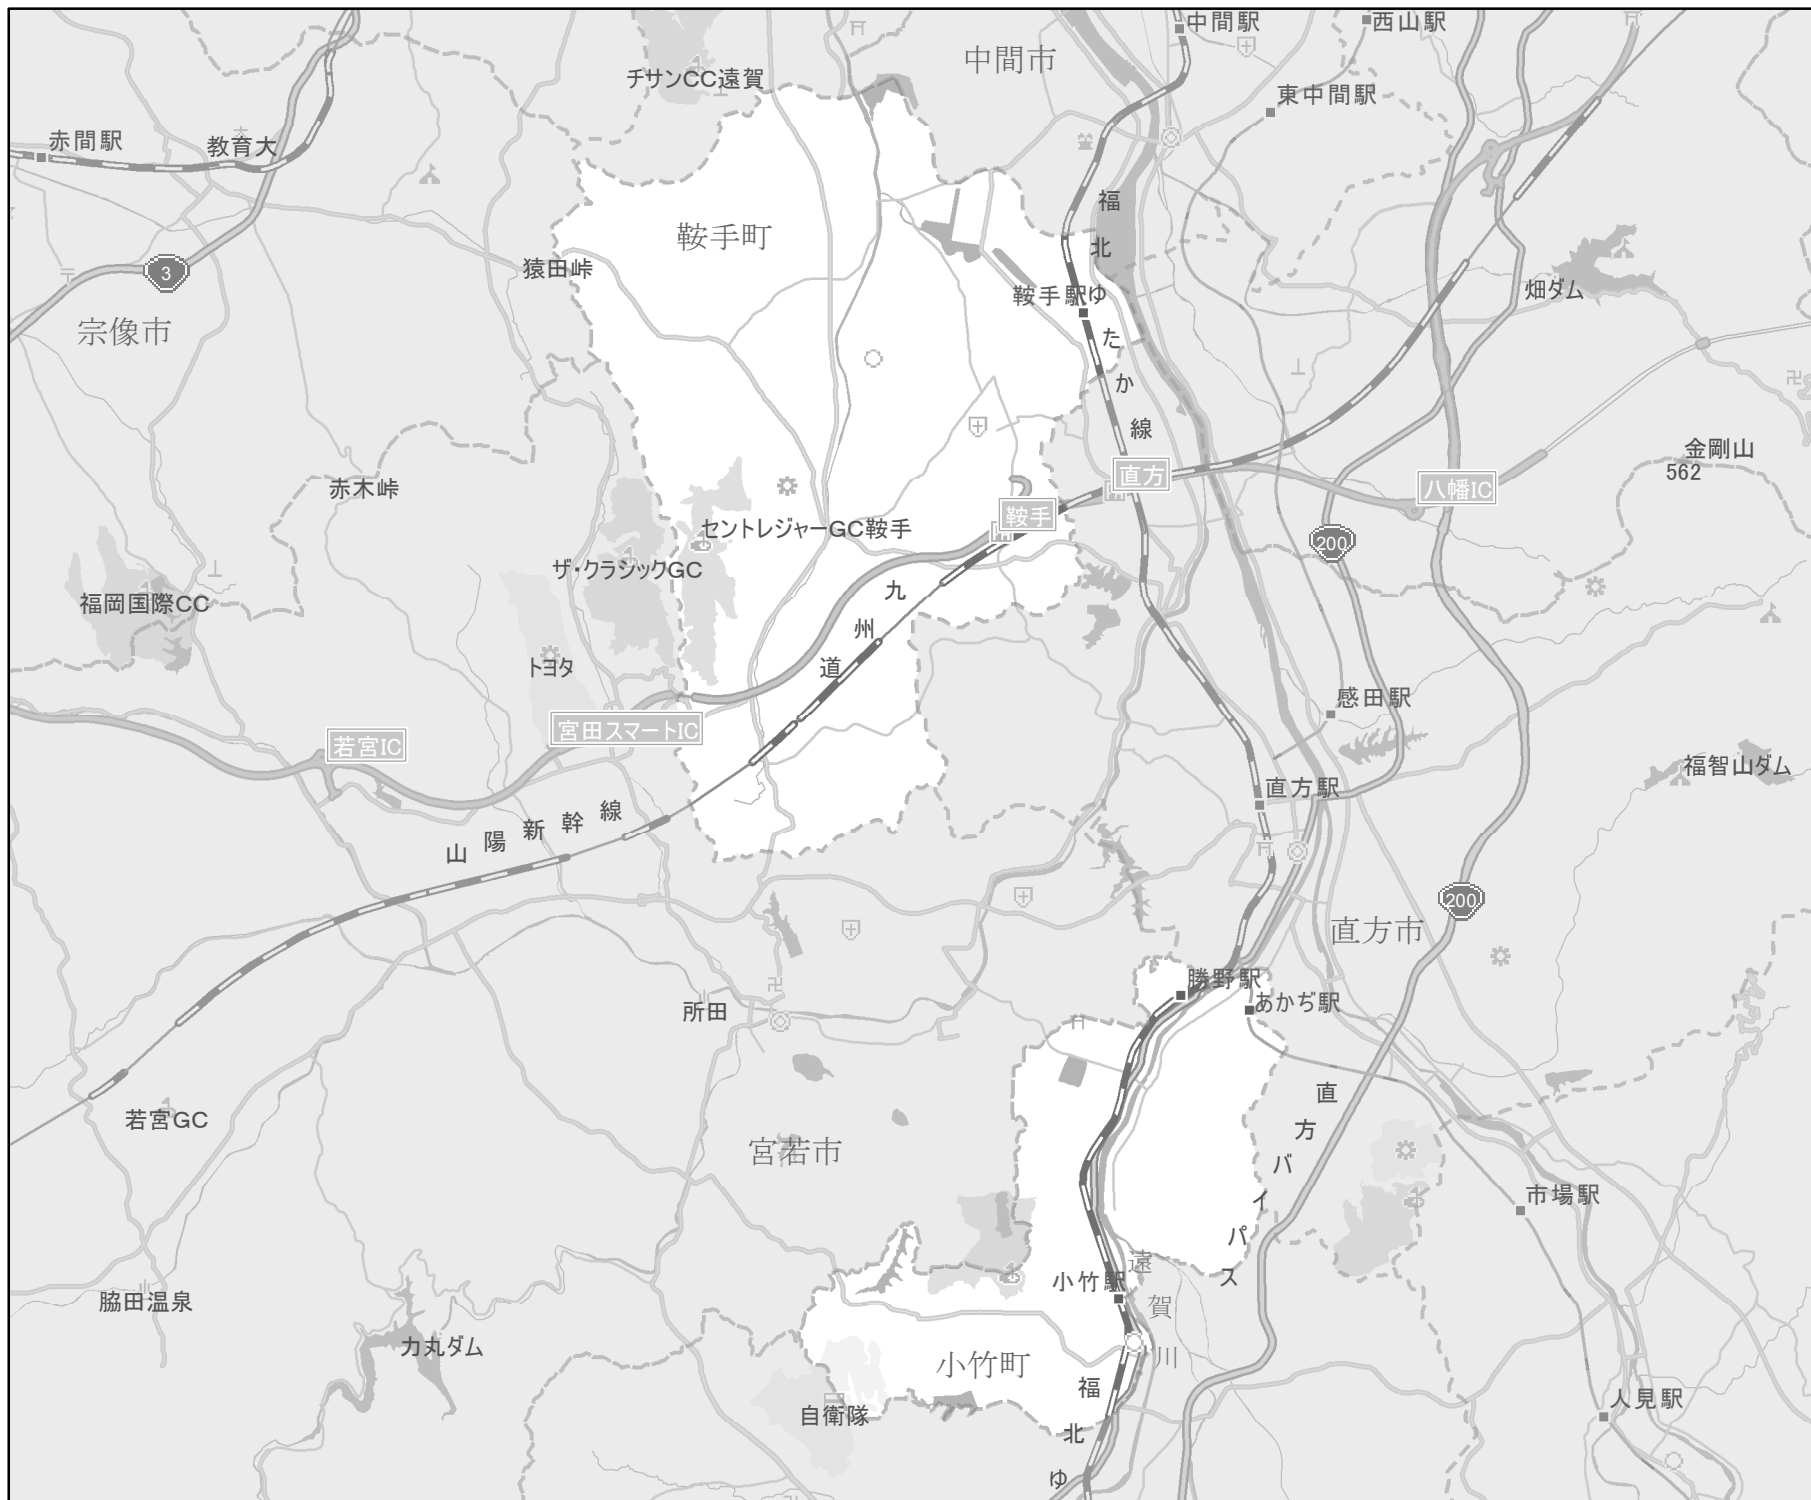 中間駅
西山駅
中間市
チサンCC遠賀
東中間駅
赤間駅
教育大
福北ゆたか線
鞍手町
猿田峠
3
鞍手駅
畑ダム
宗像市
金剛山
562
直方
八幡IC
赤木峠
鞍手
セントレジャーGC鞍手
200
ザ・クラシックGC
福岡国際CC
九州道
トヨタ
感田駅
宮田スマートIC
若宮IC
福智山ダム
直方駅
山陽新幹線
200
直方市
勝野駅
あかぢ駅
所田
若宮GC
直方バイパス
宮若市
市場駅
遠賀川
小竹駅
脇田温泉
力丸ダム
小竹町
自衛隊
人見駅
福北ゆ